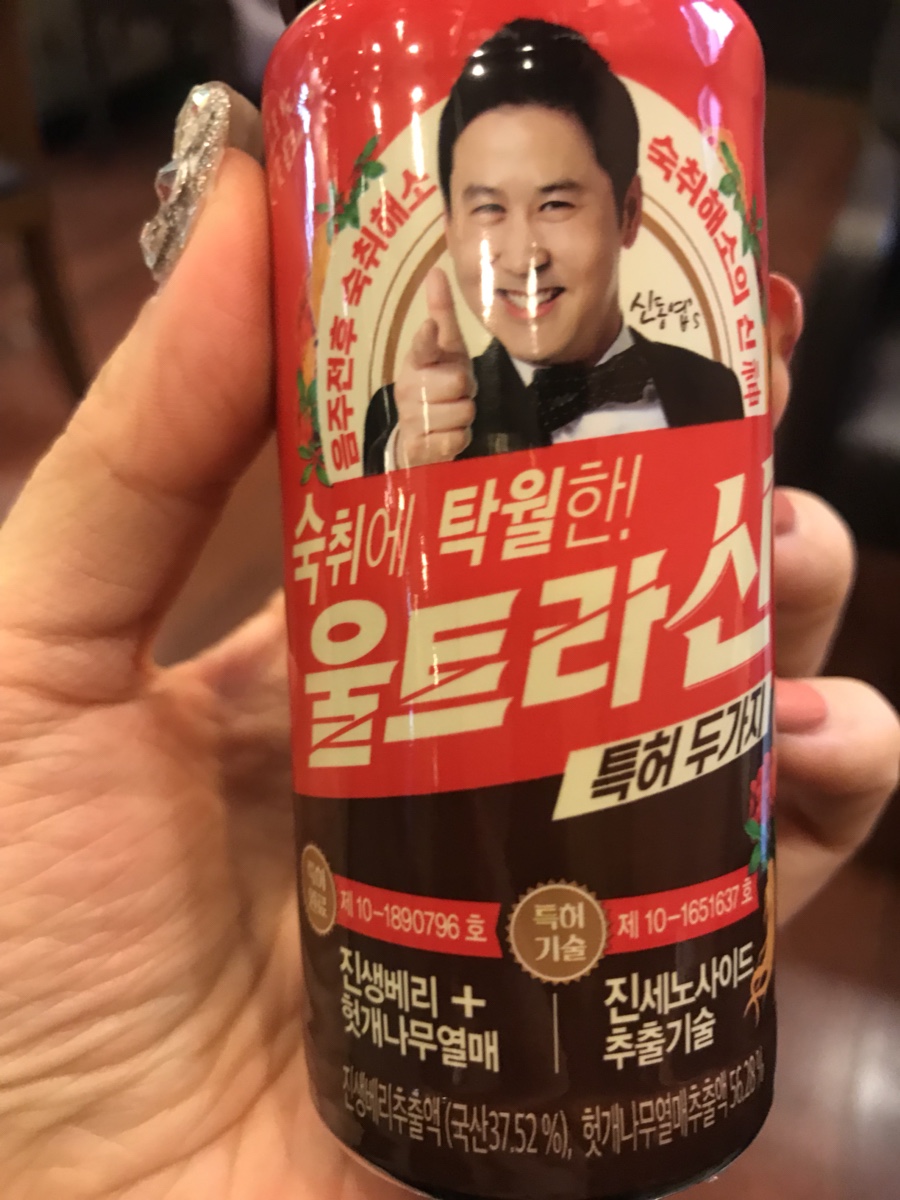 음주전후 숙취해소
숙취해소의 신 神
신동엽's
숙취에 탁월한!
울트라신
특허 두가지
제 10-1890796 호
특허
기술
제 10-1651637 호
진생베리 +
헛개나무열매
진세노사이드
추출기술
진생베리추출액(국산37.52%), 헛개나무열매추출액 56.28%